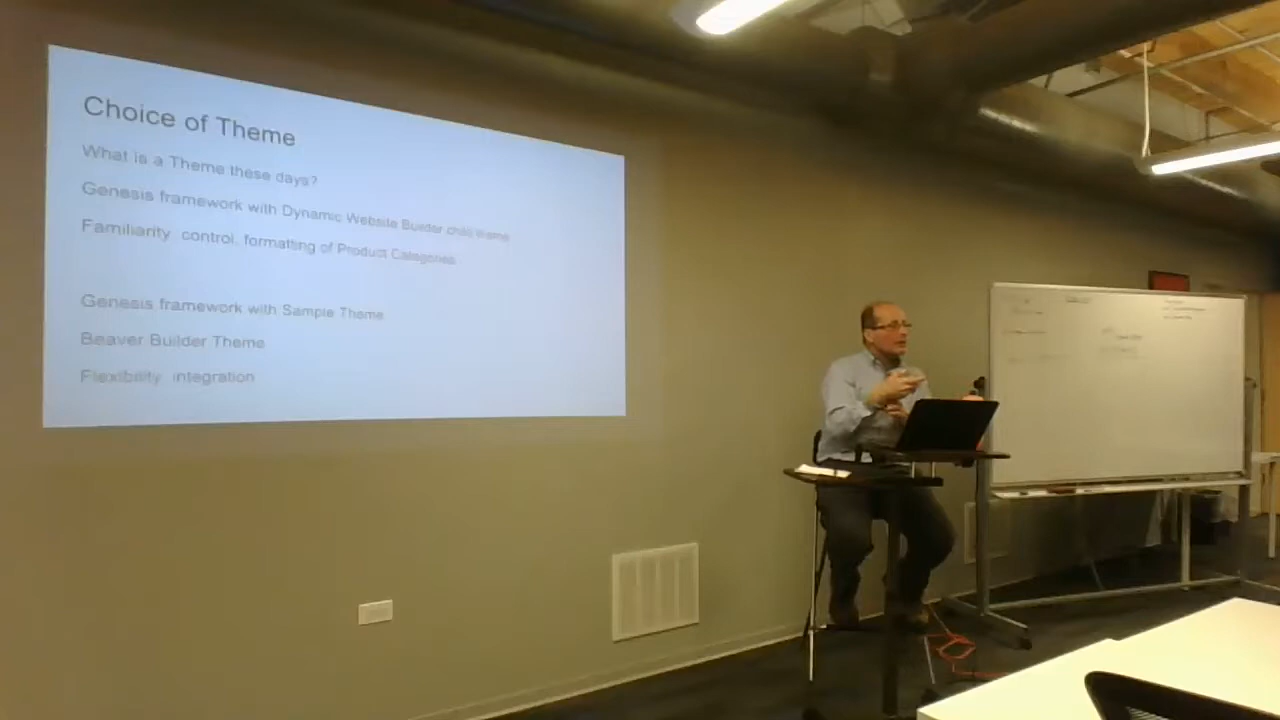 Choice of Theme
What is a Theme these days?
Genesis framework with Dynamic Website Builder child theme
Familiarity control, formatting of Product Categories
Genesis framework with Sample Theme
Beaver Builder Theme
Flexibility integration